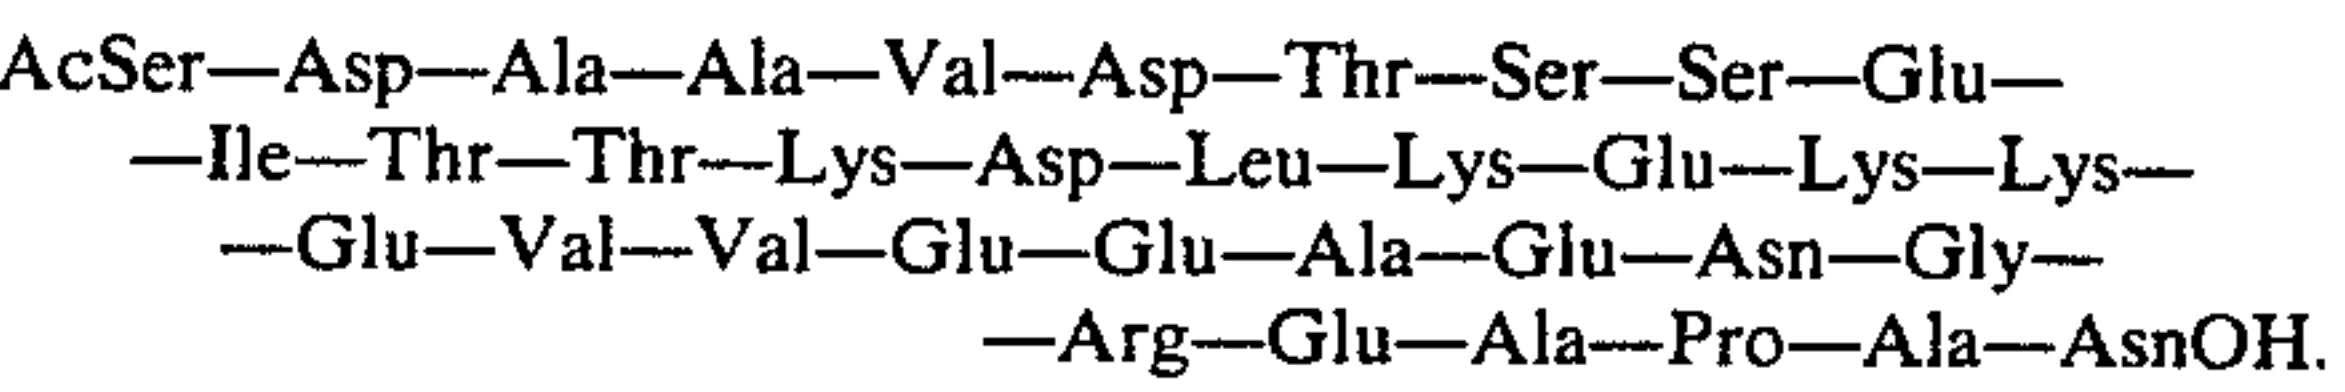 AcSer—Asp—Ala—Ala—Val—Asp—Thr—Ser—Ser—Glu—
—Ile—Thr—Thr—Lys—Asp—Leu—Lys—Glu—Lys—Lys—
—Glu—Val—Val—Glu—Glu—Ala—Glu—Asn—Gly—
—Arg—Glu—Ala—Pro—Ala—AsnOH.